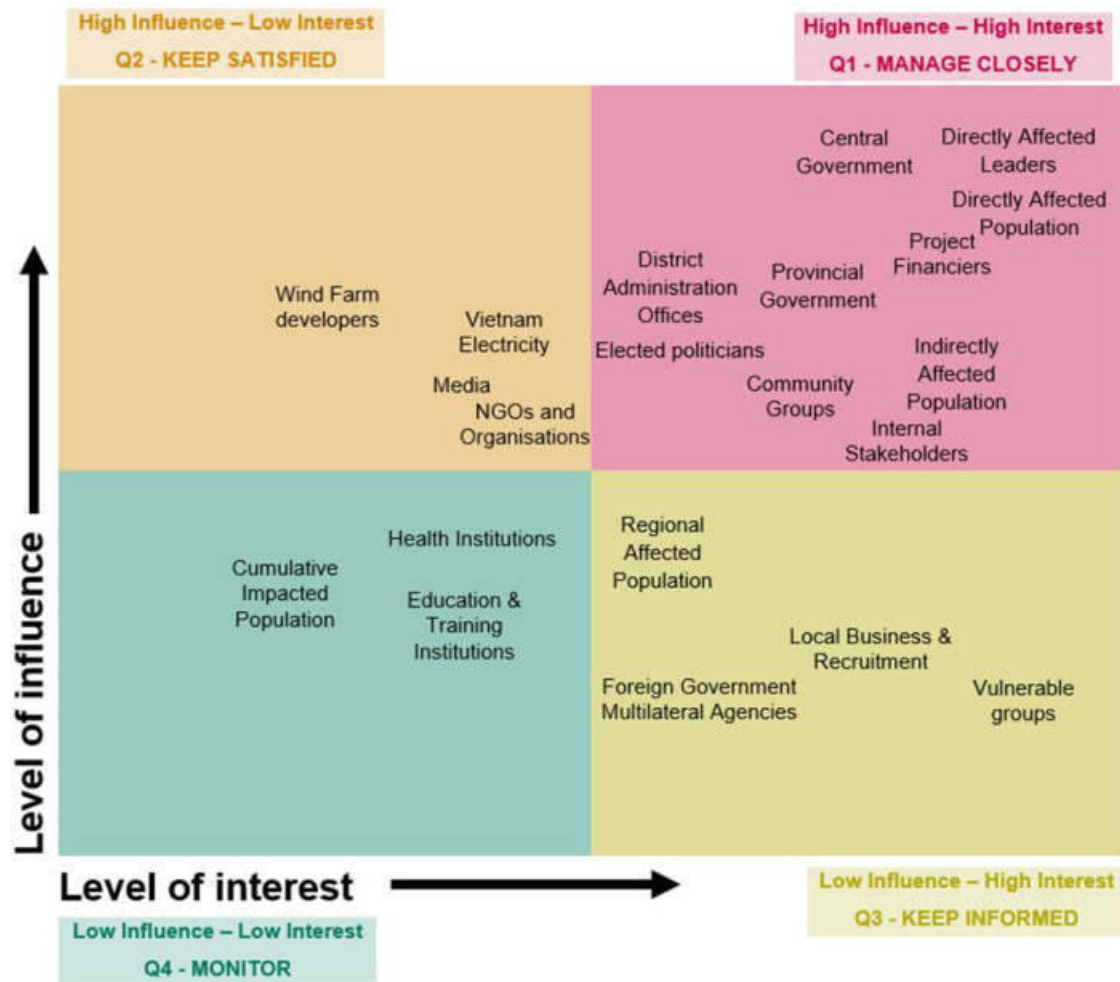 High Influence – Low Interest
Q2 - KEEP SATISFIED
High Influence – High Interest
Q1 - MANAGE CLOSELY
Level of influence
Wind Farm
developers
Vietnam
Electricity
Media
NGOs and
Organisations
Central
Government
Directly Affected
Leaders
Directly Affected
Population
Project
Financiers
District
Administration
Offices
Provincial
Government
Elected politicians
Community
Groups
Indirectly
Affected
Population
Internal
Stakeholders
Health Institutions
Cumulative
Impacted
Population
Education &
Training
Institutions
Regional
Affected
Population
Local Business &
Recruitment
Foreign Government
Multilateral Agencies
Vulnerable
groups
Level of interest
Low Influence – Low Interest
Q4 - MONITOR
Low Influence – High Interest
Q3 - KEEP INFORMED